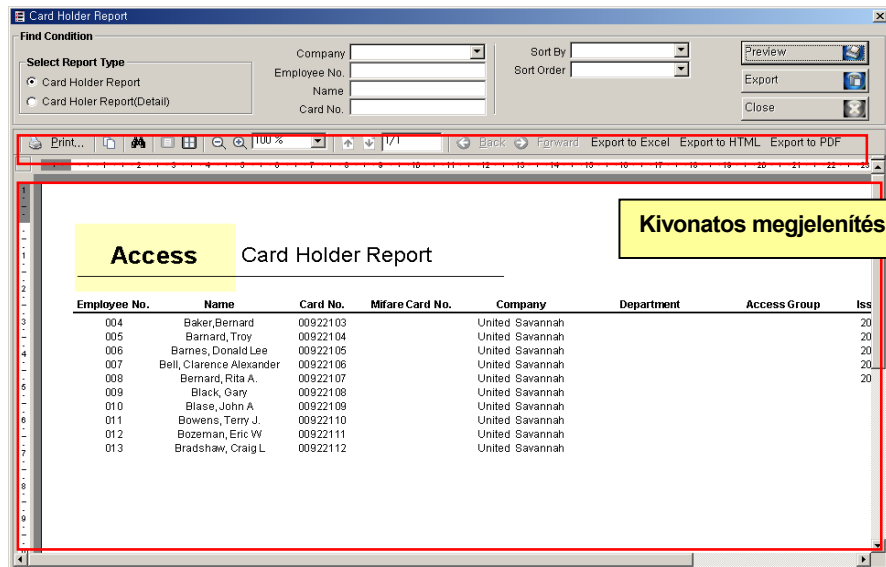 Card Holder Report
Find Condition
Select Report Type
Card Holder Report
Card Holer Report(Detail)
Company
Employee No.
Name
Card No.
Sort By
Sort Order
Preview
Export
Close
Print... 100 % 1/1 Back Forward Export to Excel Export to HTML Export to PDF
Kivonatos megjelenítés
Access Card Holder Report
Employee No. Name Card No. Mifare Card No. Company Department Access Group Iss
004 Baker,Bernard 00922103 United Savannah 20
005 Barnard, Troy 00922104 United Savannah 20
006 Barnes, Donald Lee 00922105 United Savannah 20
007 Bell, Clarence Alexander 00922106 United Savannah 20
008 Bernard, Rita A. 00922107 United Savannah 20
009 Black, Gary 00922108 United Savannah
010 Blase, John A 00922109 United Savannah
011 Bowens, Terry J. 00922110 United Savannah
012 Bozeman, Eric W 00922111 United Savannah
013 Bradshaw, Craig L 00922112 United Savannah